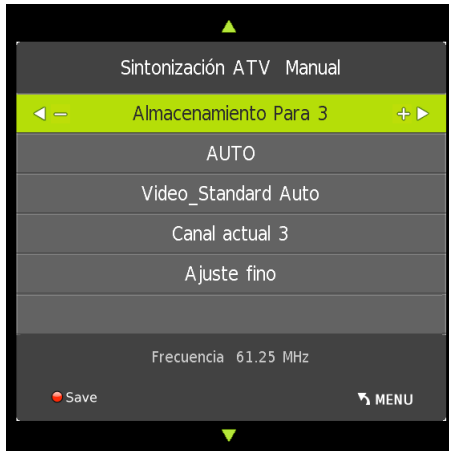 Sintonización ATV Manual
Almacenamiento Para 3
AUTO
Video_Standard Auto
Canal actual 3
Ajuste fino
Frecuencia 61.25 MHz
Save MENU